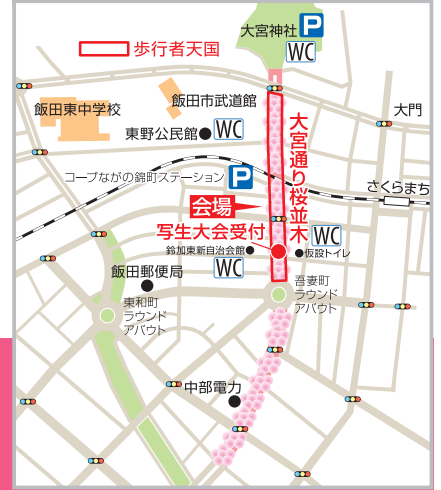 大宮神社
P
WC
歩行者天国
飯田東中学校
飯田市武道館
大門
東野公民館
WC
大宮通り桜並木
コープながの錦町ステーション
P
さくらまち
会場
写生大会受付
WC
鈴加東新自治会館
仮設トイレ
WC
飯田郵便局
吾妻町
ラウンド
アバウト
東和町
ラウンド
アバウト
中部電力